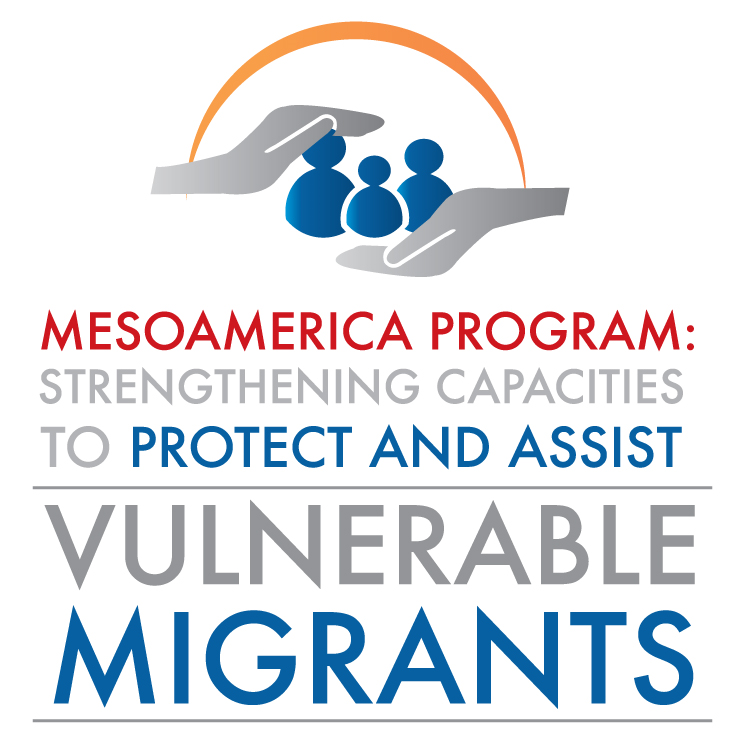 MESOAMERICA PROGRAM:
STRENGTHENING CAPACITIES
TO PROTECT AND ASSIST
VULNERABLE
MIGRANTS